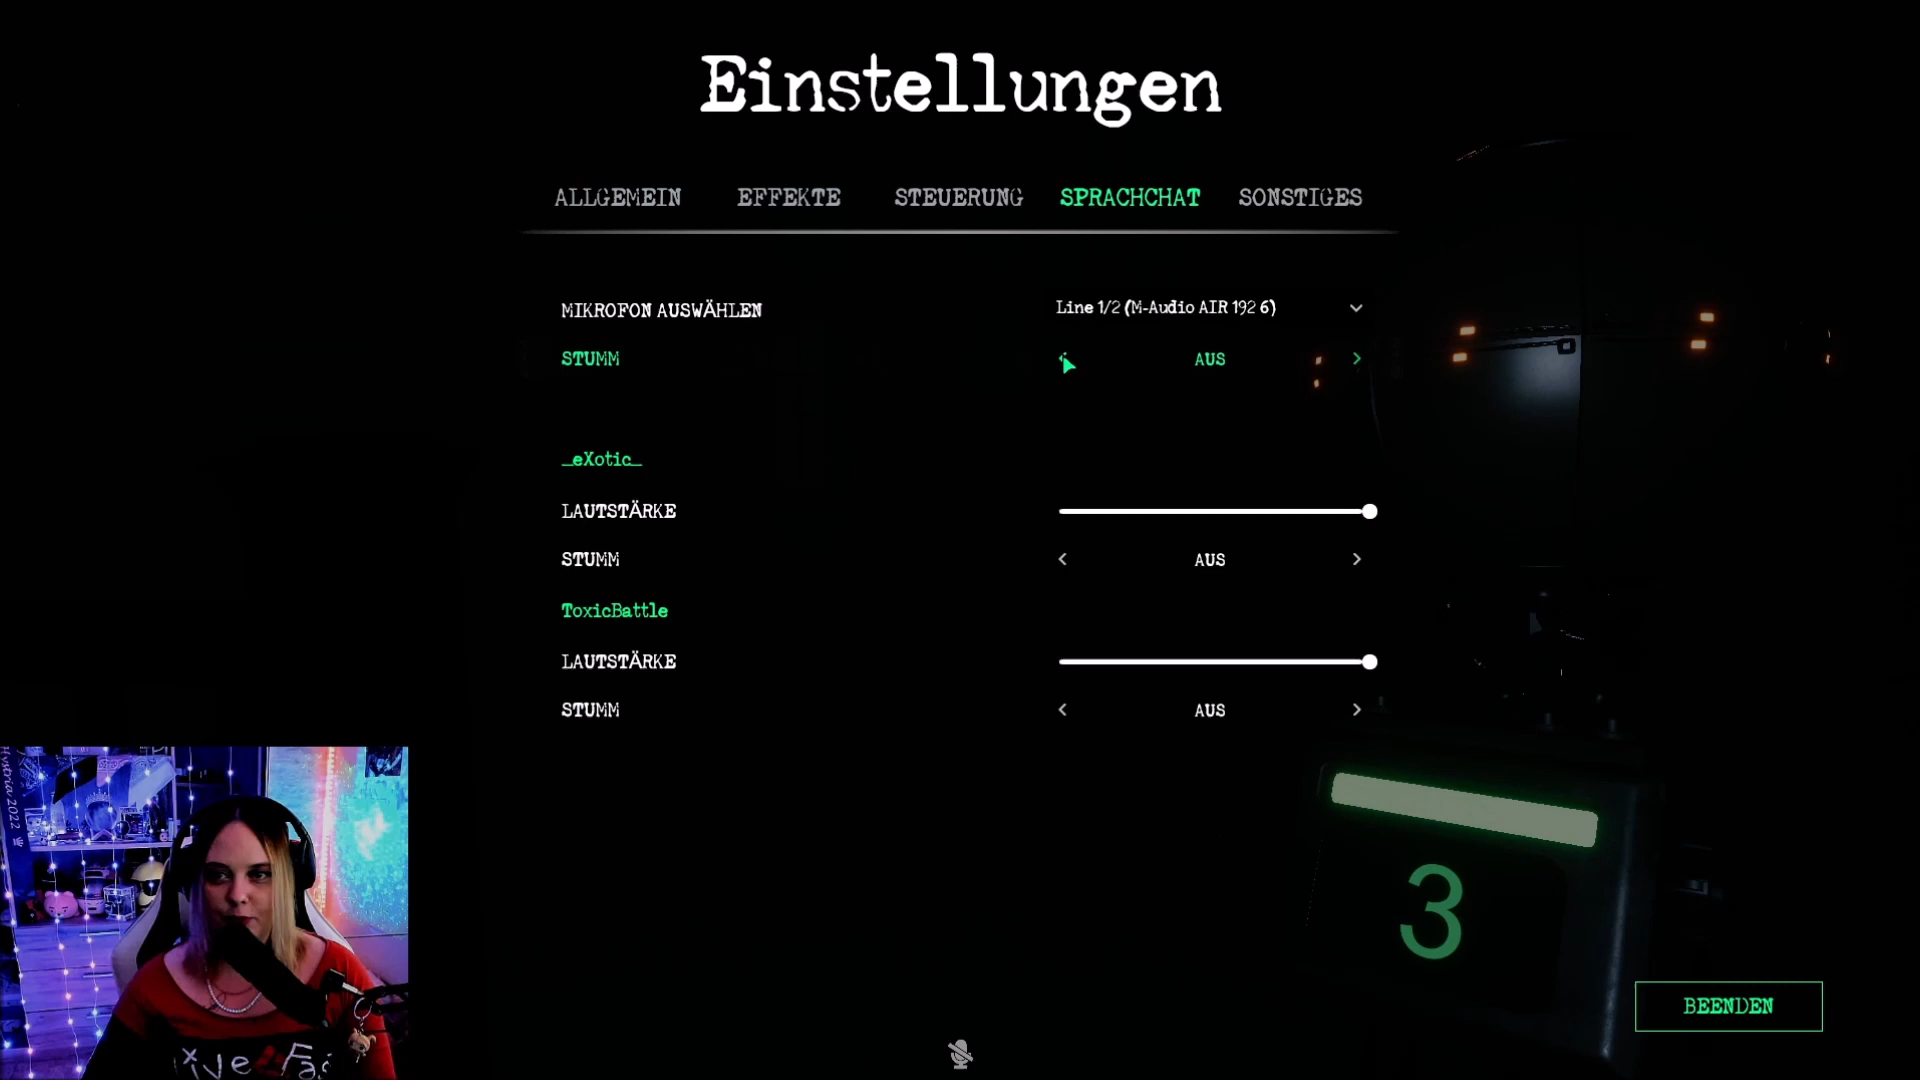 Einstellungen
ALLGEMEIN EFFEKTE STEUERUNG SPRACHCHAT SONSTIGES
MIKROFON AUSWÄHLEN Line 1/2 (M-Audio AIR 192 6)
STUMM AUS
_eXotic_
LAUTSTÄRKE
STUMM AUS
ToxicBattle
LAUTSTÄRKE
STUMM AUS
2022
3
BEENDEN